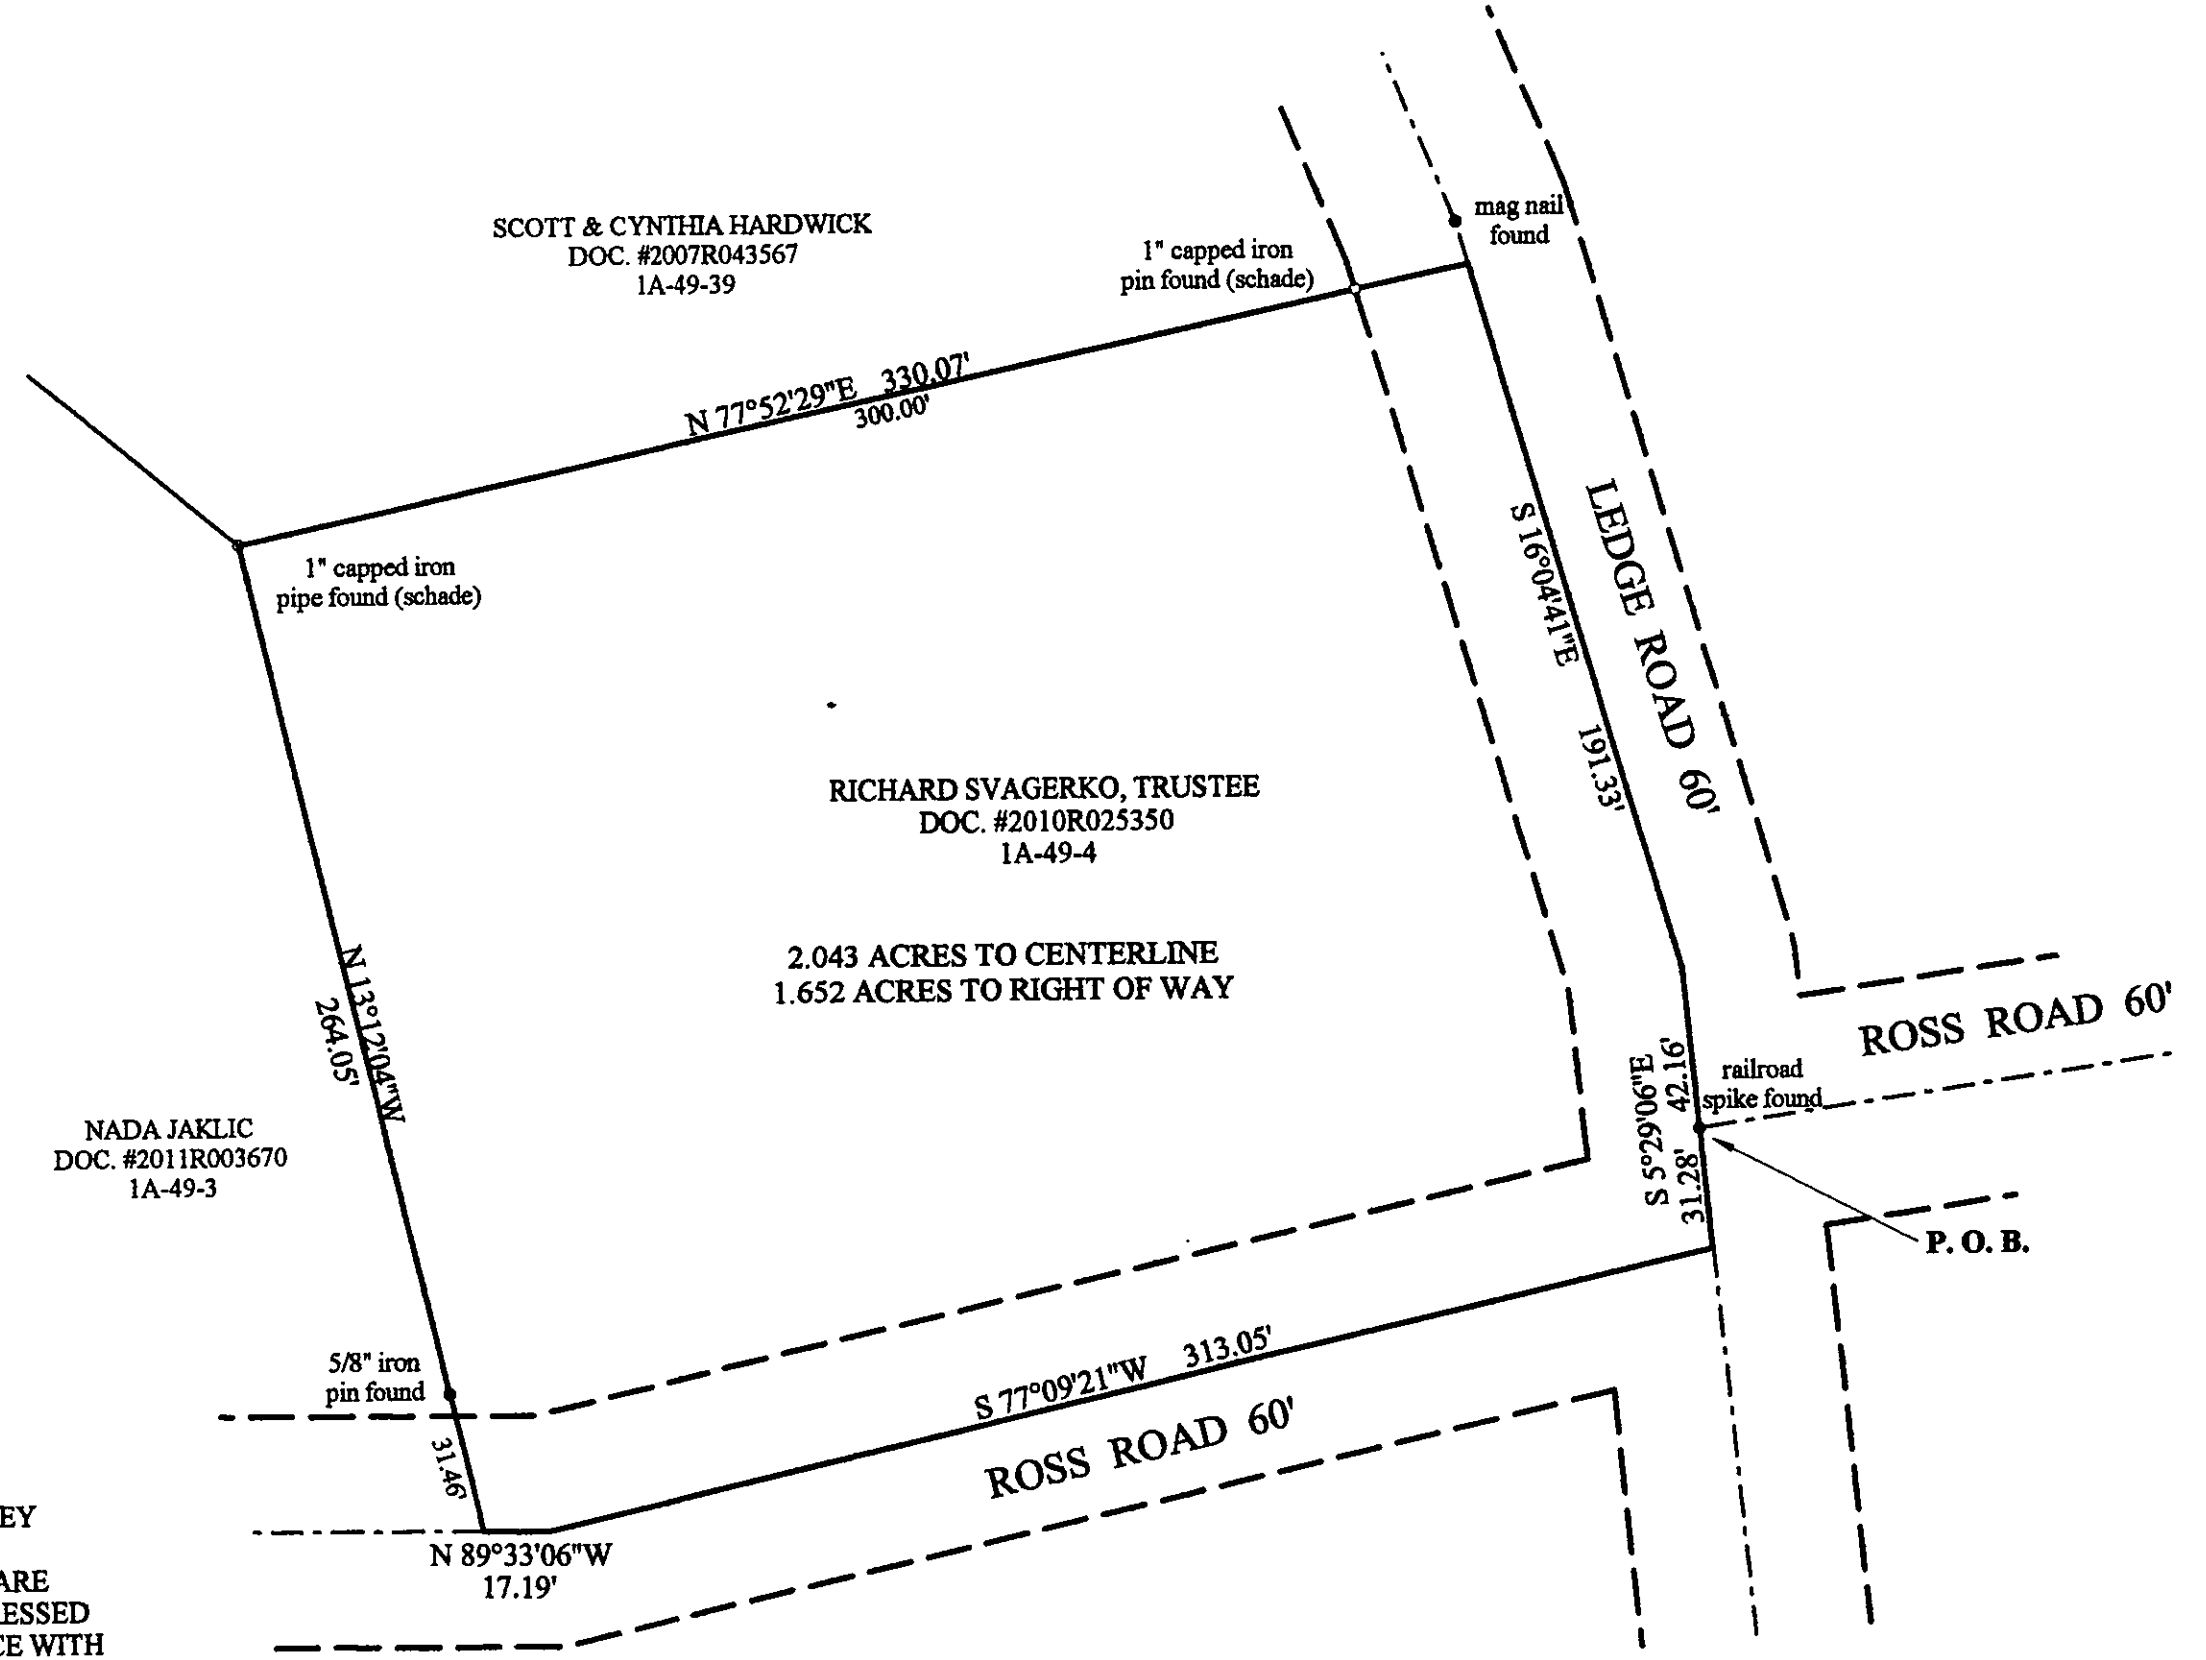 mag nail
found
SCOTT & CYNTHIA HARDWICK
DOC. #2007R043567
1A-49-39
1" capped iron
pin found (schade)
N 77°52'29"E 330.07'
300.00'
1" capped iron
pipe found (schade)
S 16°04'41"E 191.33'
LEDGE ROAD 60'
RICHARD SVAGERKO, TRUSTEE
DOC. #2010R025350
1A-49-4
2.043 ACRES TO CENTERLINE
1.652 ACRES TO RIGHT OF WAY
N 13°12'04"W
264.05'
ROSS ROAD 60'
railroad
spike found
S 5°29'06"E
42.16'
31.28'
P. O. B.
NADA JAKLIC
DOC. #2011R003670
1A-49-3
5/8" iron
pin found
31.46'
S 77°09'21"W 313.05'
ROSS ROAD 60'
N 89°33'06"W
17.19'
EY
ARE
ESSED
CE WITH